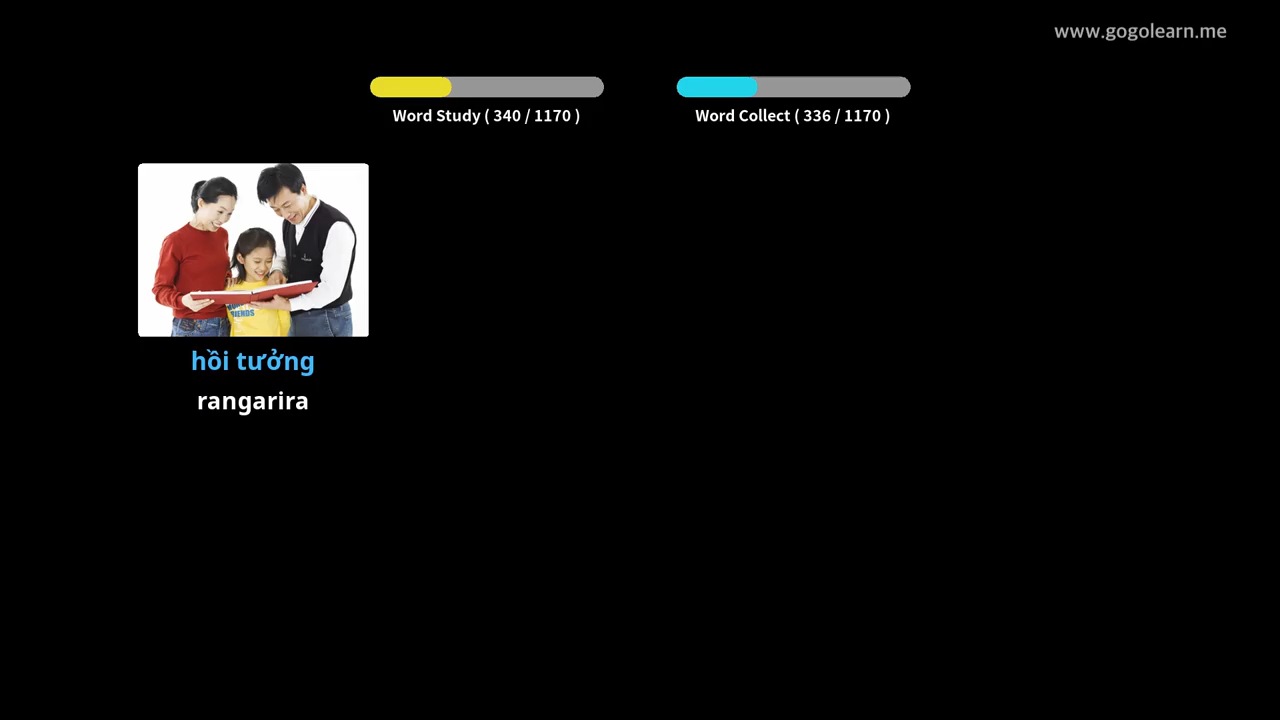 www.gogolearn.me
Word Study ( 340 / 1170 )
Word Collect ( 336 / 1170 )
hồi tưởng
rangarira